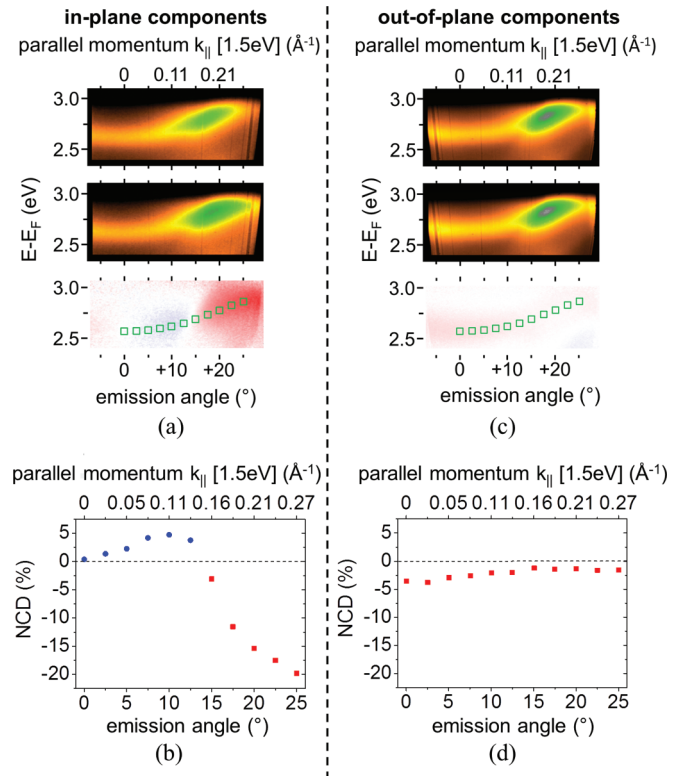 in-plane components
parallel momentum k|| [1.5eV] (Å-1)
0 0.11 0.21
3.0
2.5
3.0
2.5
E-EF (eV)
3.0
2.5
0 +10 +20
emission angle (°)
(a)
parallel momentum k|| [1.5eV] (Å-1)
0 0.05 0.11 0.16 0.21 0.27
5
0
-5
-10
-15
-20
NCD (%)
0 5 10 15 20 25
emission angle (°)
(b)
out-of-plane components
parallel momentum k|| [1.5eV] (Å-1)
0 0.11 0.21
3.0
2.5
3.0
2.5
E-EF (eV)
3.0
2.5
0 +10 +20
emission angle (°)
(c)
parallel momentum k|| [1.5eV] (Å-1)
0 0.05 0.11 0.16 0.21 0.27
5
0
-5
-10
-15
-20
NCD (%)
0 5 10 15 20 25
emission angle (°)
(d)